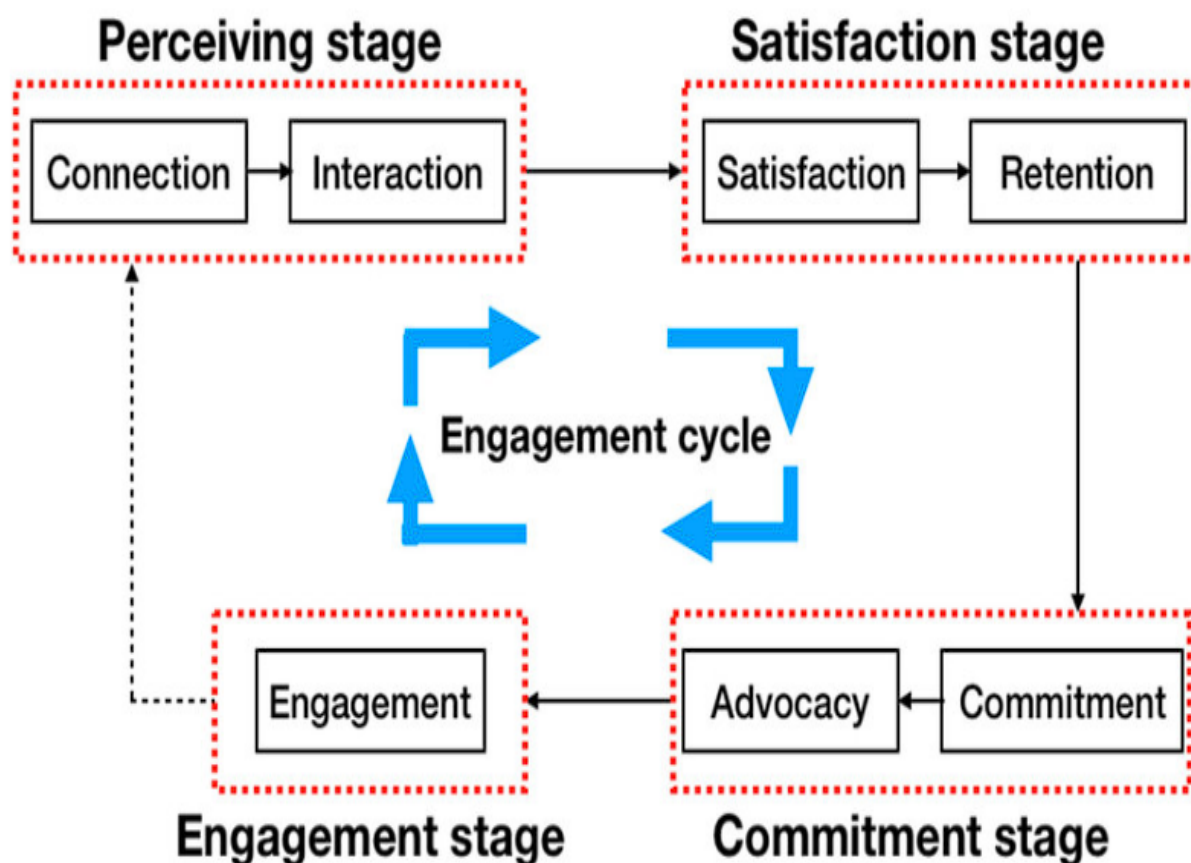 Perceiving stage
Satisfaction stage
Connection
Interaction
Satisfaction
Retention
Engagement cycle
Engagement
Advocacy
Commitment
Engagement stage
Commitment stage